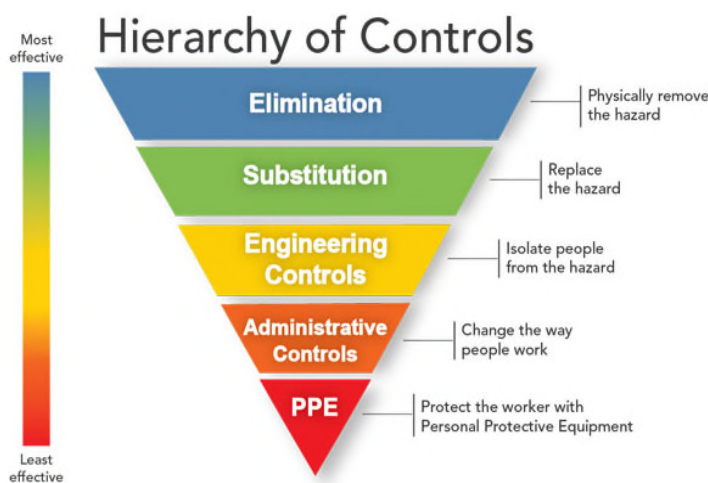 Hierarchy of Controls
Most
effective
Elimination
Physically remove
the hazard
Substitution
Replace
the hazard
Engineering
Controls
Isolate people
from the hazard
Administrative
Controls
Change the way
people work
PPE
Protect the worker with
Personal Protective Equipment
Least
effective